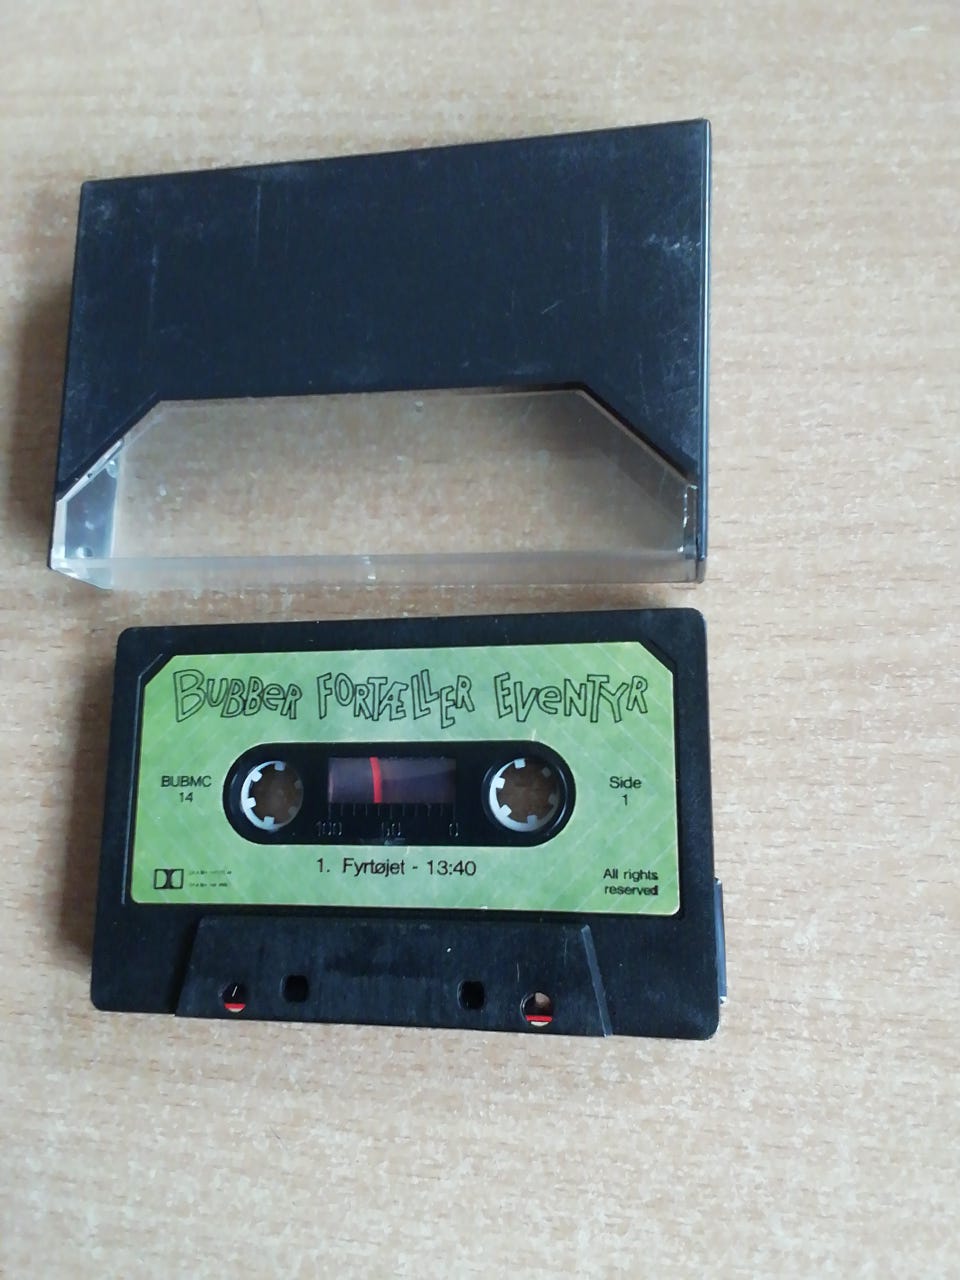 BUBBER FORTÆLLER EVENTYR
BUBMC
14
Side
1
100 50 0
1. Fyrtøjet - 13:40
All rights
reserved